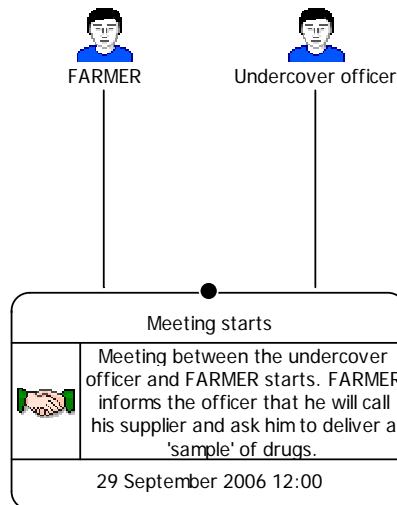 FARMER
Undercover officer
Meeting starts
Meeting between the undercover
officer and FARMER starts. FARMER
informs the officer that he will call
his supplier and ask him to deliver a
'sample' of drugs.
29 September 2006 12:00